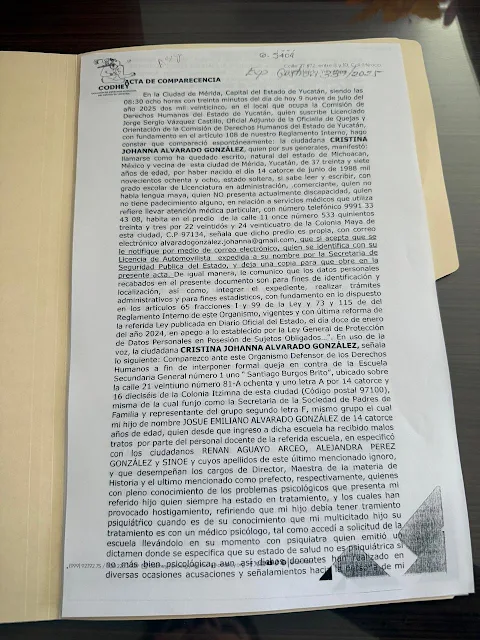 O. 5404
CODHEY
ACTA DE COMPARECENCIA
En la Ciudad de Mérida, Capital del Estado de Yucatán, siendo las
08:30 ocho horas con treinta minutos del día de hoy 9 nueve de julio del
año 2025 dos mil veinticinco, en el local que ocupa la Comisión de
Derechos Humanos del Estado de Yucatán, quien suscribe Licenciado
Jorge Sergio Vázquez Castillo, Oficial Adjunto de la Oficialía de Quejas y
Orientación de la Comisión de Derechos Humanos del Estado de Yucatán,
con fundamento en el artículo 108 de nuestro Reglamento Interno, hago
constar que compareció espontáneamente: la ciudadana CRISTINA
JOHANNA ALVARADO GONZÁLEZ, quien por sus generales, manifestó:
llamarse como ha quedado escrito, natural del estado de Michoacan,
México y vecina de esta ciudad de Mérida, Yucatán, de 37 treinta y siete
años de edad, por haber nacido el día 14 catorce de junio de 1988 mil
novecientos ochenta y ocho, estado soltera, si sabe leer y escribir, con
grado escolar de Licenciatura en administración, comerciante, quien no
habla lengua maya, quien NO presenta actualmente discapacidad, quien
no tiene padecimiento alguno, en relación a servicios médicos que utiliza
refiere llevar atención médica particular, con número telefónico 9991 33
43 08, habita en el predio de la calle 11 once número 533 quinientos
treinta y tres por 22 veintidós y 24 veinticuatro de la Colonia Maya de
esta ciudad, C.P 97134, señala que dicho predio es propia, con correo
electrónico alvaradogonzalez.johanna@gmail.com, que si acepta que se
le notifique por medio de correo electrónico, quien se identifica con su
Licencia de Automovilista expedida a su nombre por la Secretaria de
Seguridad Publica del Estado, y deja una copia para que obre en la
presente acta. De igual manera, le comunico que los datos personales
recabados en el presente documento son para fines de identificación y
localización, así como, integrar el expediente, realizar trámites
administrativos y para fines estadísticos, con fundamento en lo dispuesto
en los artículos 65 fracciones I y 99 de la Ley y 73 y 115 del
Reglamento Interno de este Organismo, vigentes y con última reforma de
la referida Ley publicada en Diario Oficial del Estado, el día doce de enero
del año 2024, en apego a lo establecido por la Ley General de Protección
de Datos Personales en Posesión de Sujetos Obligados...". En uso de la
voz, la ciudadana CRISTINA JOHANNA ALVARADO GONZÁLEZ, señala
lo siguiente: Comparezco ante este Organismo Defensor de los Derechos
Humanos a fin de interponer formal queja en contra de la Escuela
Secundaria General número 1 uno " Santiago Burgos Brito", ubicado sobre
la calle 21 veintiuno número 81-A ochenta y uno letra A por 14 catorce y
16 dieciséis de la Colonia Itzimna de esta ciudad (Código postal 97100),
misma de la cual funjo como la Secretaria de la Sociedad de Padres de
Familia y representante del grupo segundo letra F, mismo grupo el cual
mi hijo de nombre JOSUE EMILIANO ALVARADO GONZÁLEZ de 14 catorce
años de edad, quien desde que ingreso a dicha escuela ha recibido malos
tratos por parte del personal docente de la referida escuela, en específicó
con los ciudadanos RENAN AGUAYO ARCEO, ALEJANDRA PEREZ
GONZÁLEZ y SINOE y cuyos apellidos de este último mencionado ignoro,
y que desempeñan los cargos de Director, Maestra de la materia de
Historia y el ultimo mencionado como prefecto, respectivamente, quienes
con pleno conocimiento de los problemas psicológicos que presenta mi
referido hijo quien siempre ha estado en tratamiento, y los cuales han
provocado hostigamiento, refiriendo que mi hijo debía tener tramiento
psiquiátrico cuando es de su conocimiento que mi multicitado hijo su
tratamiento es con un médico psicólogo, tal como accedi a solicitud de la
escuela llevándolo en su momento con psiquiatra quien emitió un
dictamen donde se especifica que su estado de salud no es psiquiátrica si
no más bien psicológica, aun así dichos docentes han realizado en
diversas ocasiones acusaciones y señalamientos hacia la persona de mi